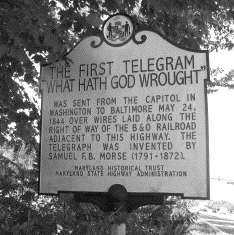 THE FIRST TELEGRAM
"WHAT HATH GOD WROUGHT"
WAS SENT FROM THE CAPITOL IN
WASHINGTON TO BALTIMORE MAY 24,
1844 OVER WIRES LAID ALONG THE
RIGHT OF WAY OF THE B&O RAILROAD
ADJACENT TO THIS HIGHWAY. THE
TELEGRAPH WAS INVENTED BY
SAMUEL F.B. MORSE (1791-1872).
MARYLAND HISTORICAL TRUST
MARYLAND STATE HIGHWAY ADMINISTRATION